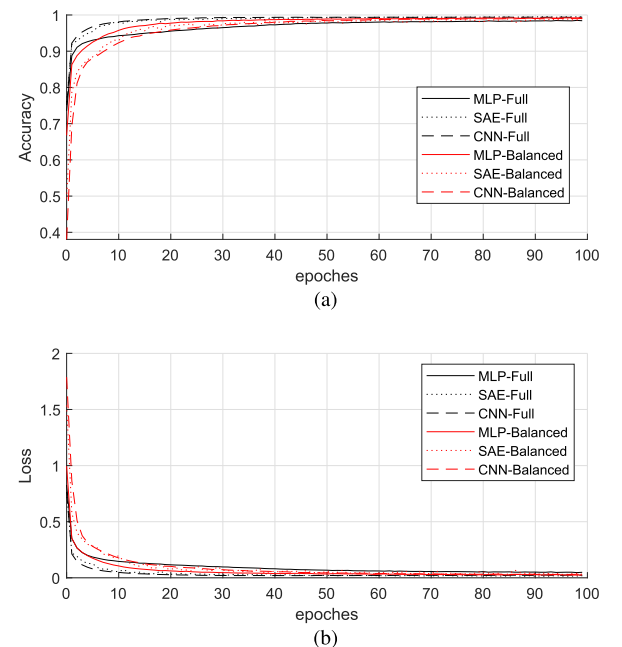 1
0.9
0.8
0.7
0.6
0.5
0.4
Accuracy
MLP-Full
SAE-Full
CNN-Full
MLP-Balanced
SAE-Balanced
CNN-Balanced
0 10 20 30 40 50 60 70 80 90 100
epoches
(a)
2
1.5
1
0.5
0
Loss
MLP-Full
SAE-Full
CNN-Full
MLP-Balanced
SAE-Balanced
CNN-Balanced
0 10 20 30 40 50 60 70 80 90 100
epoches
(b)